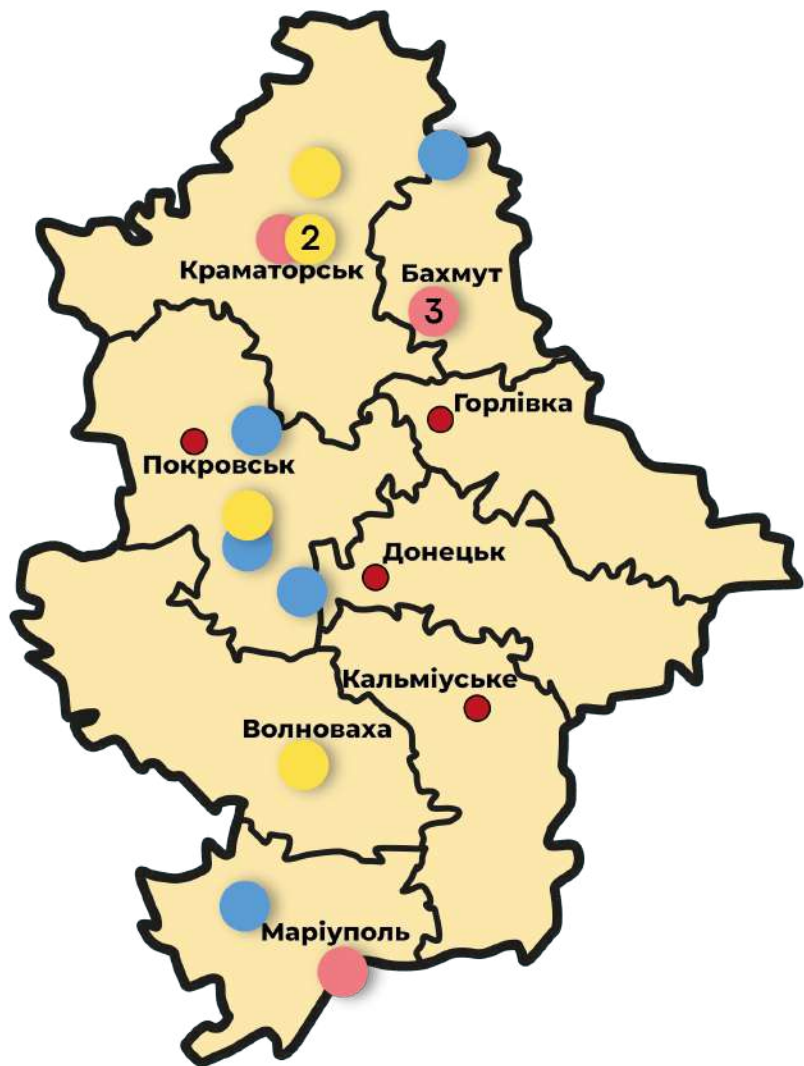 2
Краматорськ
Бахмут
3
Горлівка
Покровськ
Донецьк
Кальміуське
Волноваха
Маріуполь